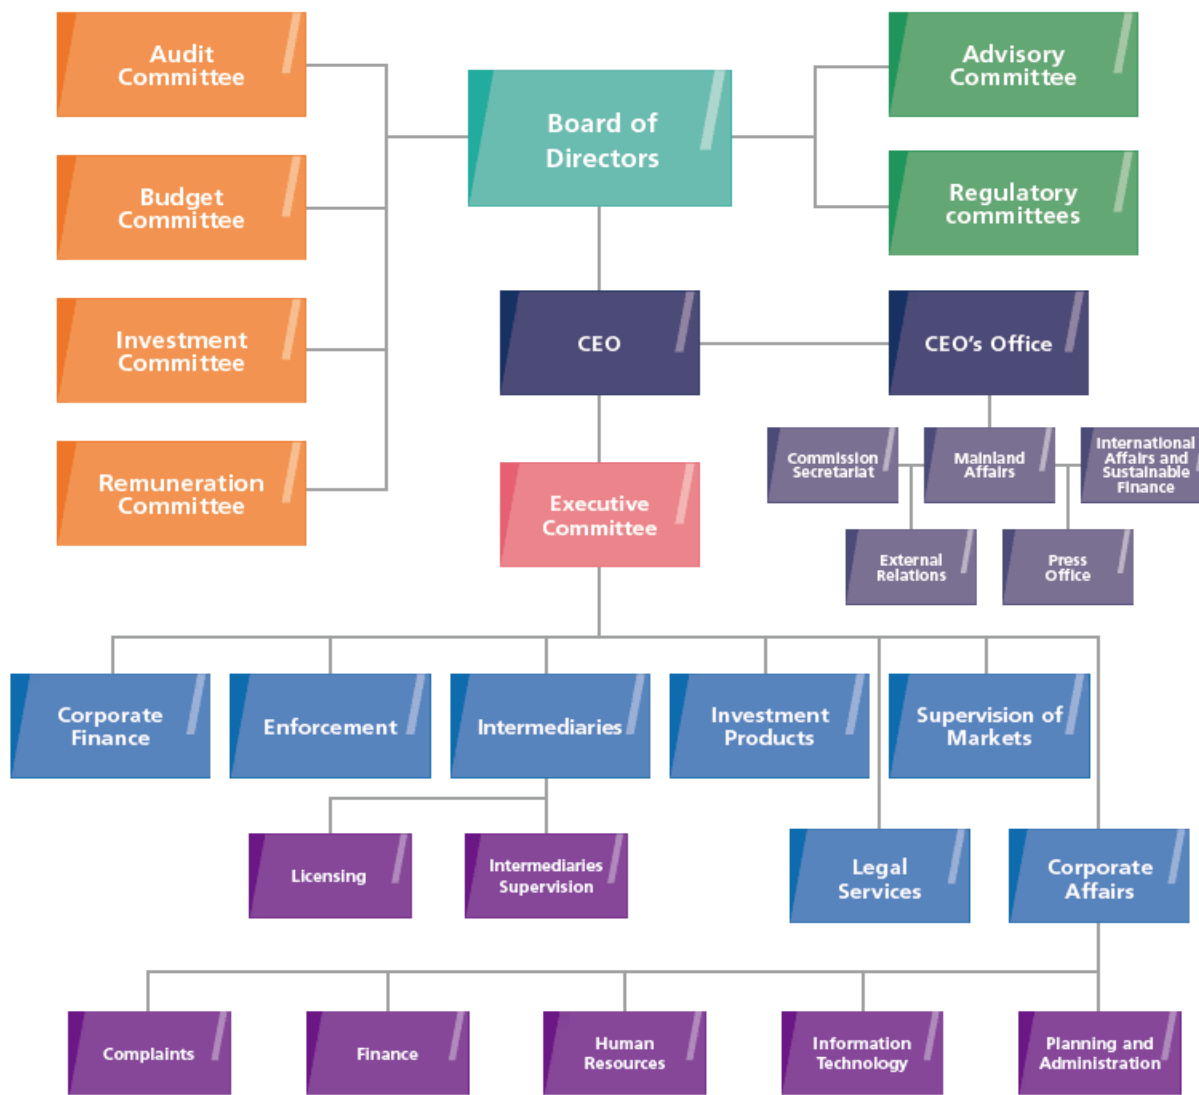 Audit
Committee
Board of
Directors
Advisory
Committee
Budget
Committee
Regulatory
committees
Investment
Committee
CEO
CEO's Office
Remuneration
Committee
Executive
Committee
Commission
Secretariat
Mainland
Affairs
International
Affairs and
Sustainable
Finance
External
Relations
Press
Office
Corporate
Finance
Enforcement
Intermediaries
Investment
Products
Supervision of
Markets
Licensing
Intermediaries
Supervision
Legal
Services
Corporate
Affairs
Complaints
Finance
Human
Resources
Information
Technology
Planning and
Administration